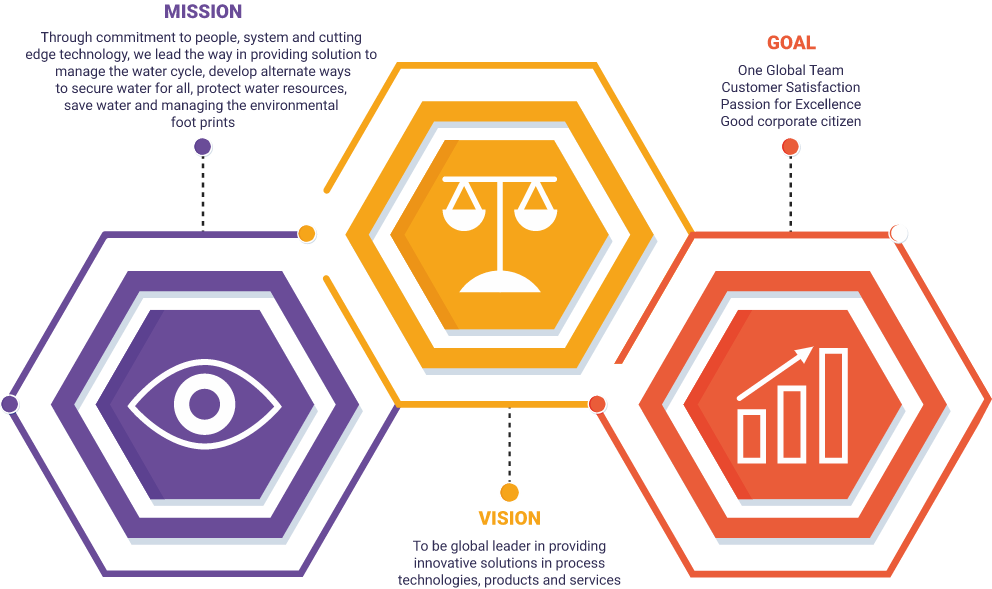 MISSION
Through commitment to people, system and cutting
edge technology, we lead the way in providing solution to
manage the water cycle, develop alternate ways
to secure water for all, protect water resources,
save water and managing the environmental
foot prints
GOAL
One Global Team
Customer Satisfaction
Passion for Excellence
Good corporate citizen
VISION
To be global leader in providing
innovative solutions in process
technologies, products and services